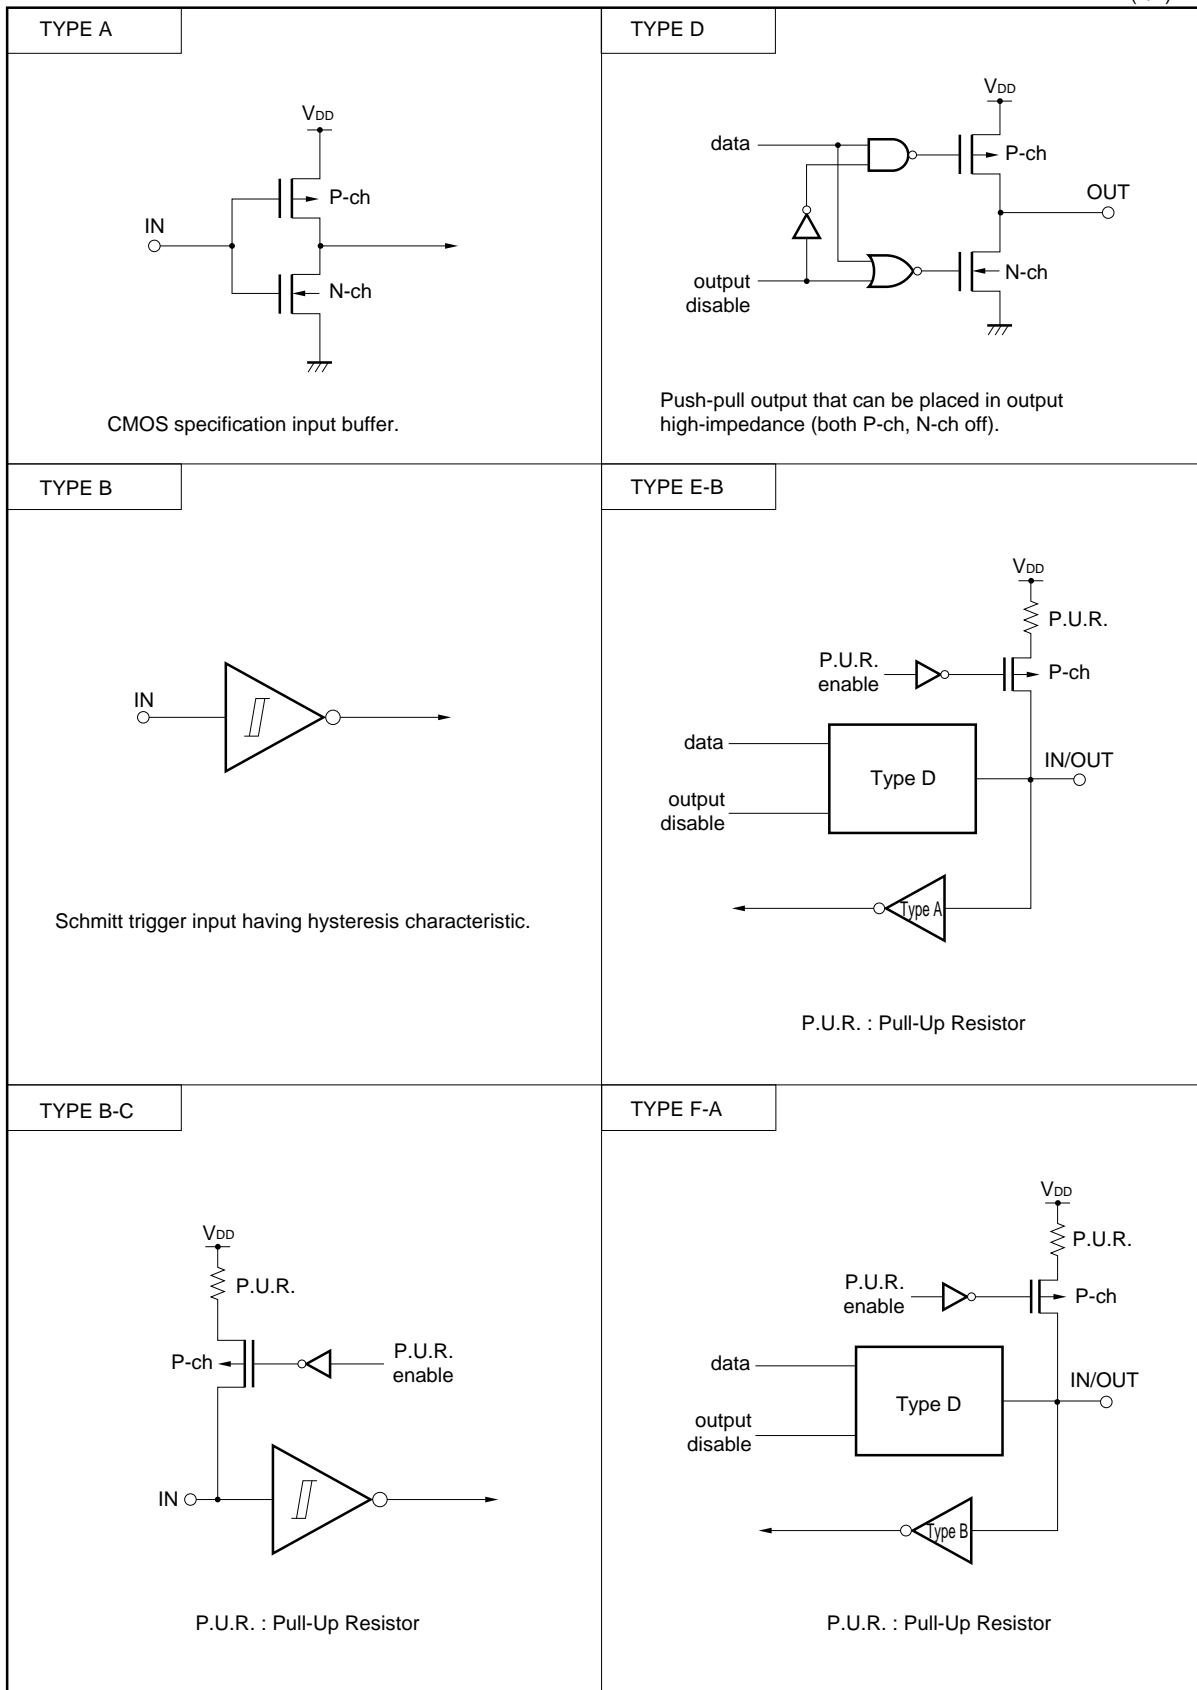 TYPE A
VDD
P-ch
IN
N-ch
CMOS specification input buffer.
TYPE D
VDD
data
P-ch
OUT
output
disable
N-ch
Push-pull output that can be placed in output
high-impedance (both P-ch, N-ch off).
TYPE B
IN
Schmitt trigger input having hysteresis characteristic.
TYPE E-B
VDD
P.U.R.
P.U.R.
enable
P-ch
data
Type D
IN/OUT
output
disable
Type A
P.U.R. : Pull-Up Resistor
TYPE B-C
VDD
P.U.R.
P-ch
P.U.R.
enable
IN
P.U.R. : Pull-Up Resistor
TYPE F-A
VDD
P.U.R.
P.U.R.
enable
P-ch
data
Type D
IN/OUT
output
disable
Type B
P.U.R. : Pull-Up Resistor